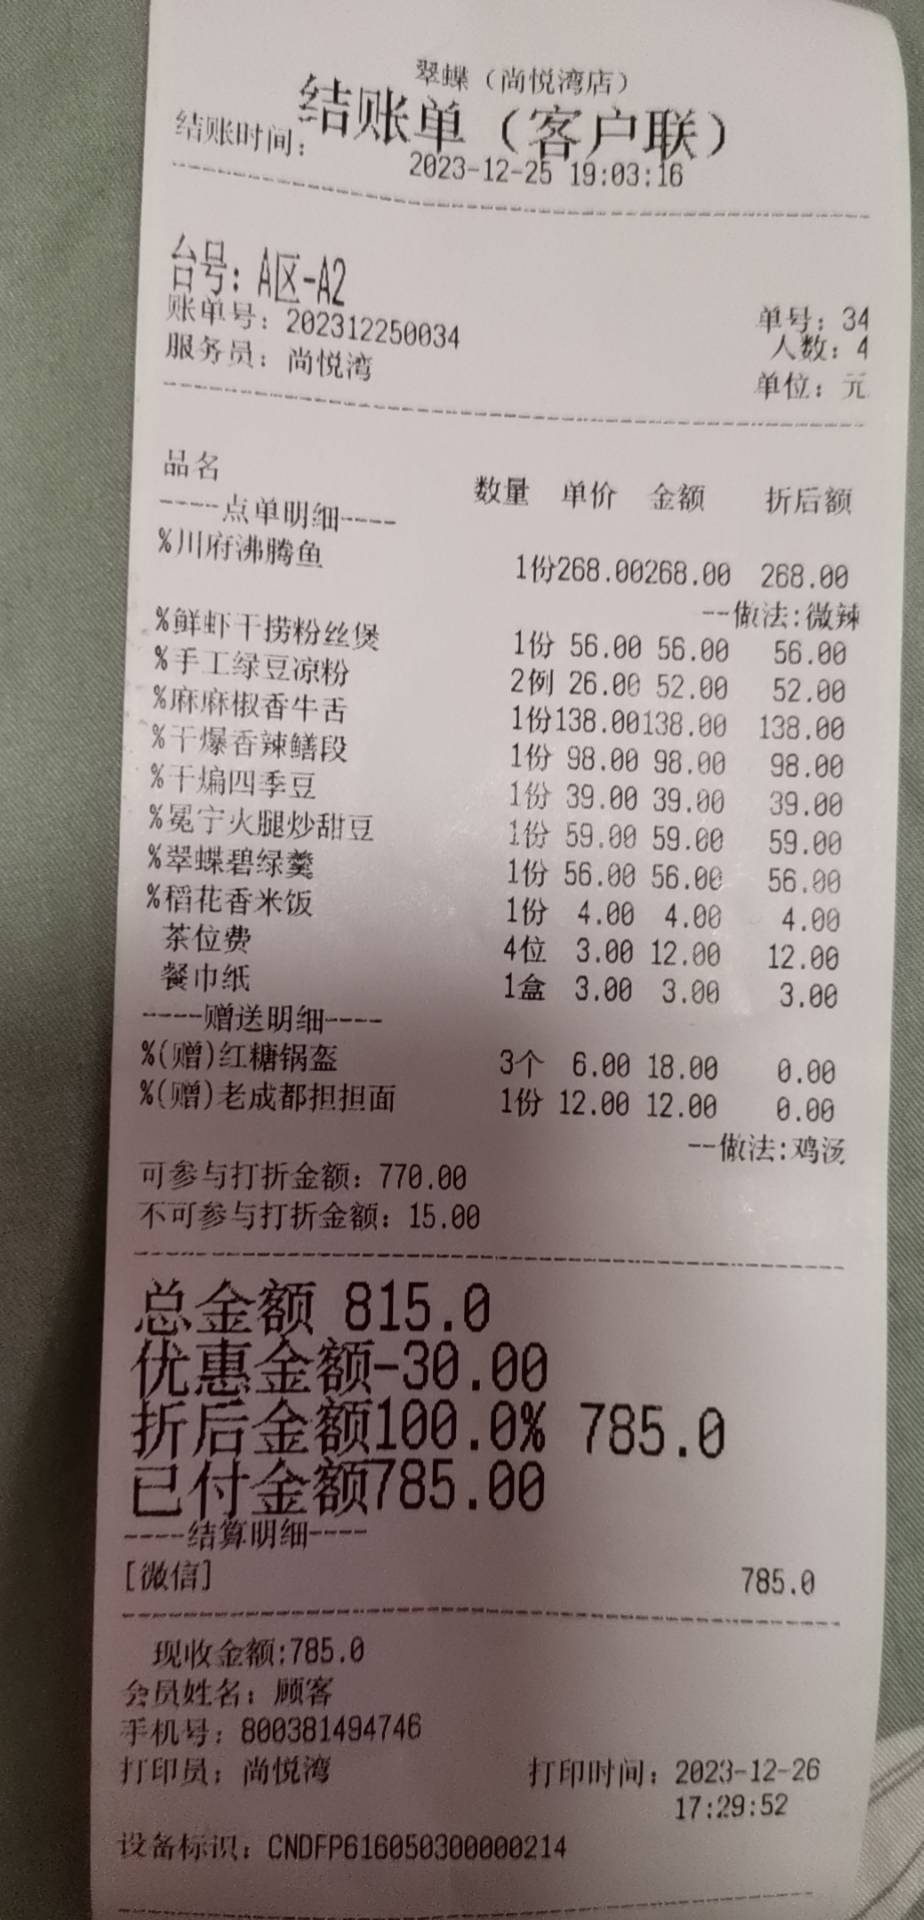 翠蝶（尚悦湾店）
结账单（客户联）
结账时间： 2023-12-25 19:03:16
台号: A区-A2
账单号: 202312250034 单号: 34
服务员: 尚悦湾 人数: 4
单位: 元
品名 数量 单价 金额 折后额
----点单明细----
%川府沸腾鱼 1份268.00268.00 268.00
--做法:微辣
%鲜虾干捞粉丝煲 1份 56.00 56.00 56.00
%手工绿豆凉粉 2例 26.00 52.00 52.00
%麻麻椒香牛舌 1份138.00138.00 138.00
%干爆香辣鳝段 1份 98.00 98.00 98.00
%干煸四季豆 1份 39.00 39.00 39.00
%冕宁火腿炒甜豆 1份 59.00 59.00 59.00
%翠蝶碧绿羹 1份 56.00 56.00 56.00
%稻花香米饭 1份 4.00 4.00 4.00
茶位费 4位 3.00 12.00 12.00
餐巾纸 1盒 3.00 3.00 3.00
----赠送明细----
%(赠)红糖锅盔 3个 6.00 18.00 0.00
%(赠)老成都担担面 1份 12.00 12.00 0.00
--做法:鸡汤
可参与打折金额: 770.00
不可参与打折金额: 15.00
总金额 815.0
优惠金额-30.00
折后金额100.0% 785.0
已付金额785.00
----结算明细----
[微信] 785.0
现收金额:785.0
会员姓名: 顾客
手机号: 800381494746
打印员: 尚悦湾 打印时间: 2023-12-26
17:29:52
设备标识: CNDFP616050300000214